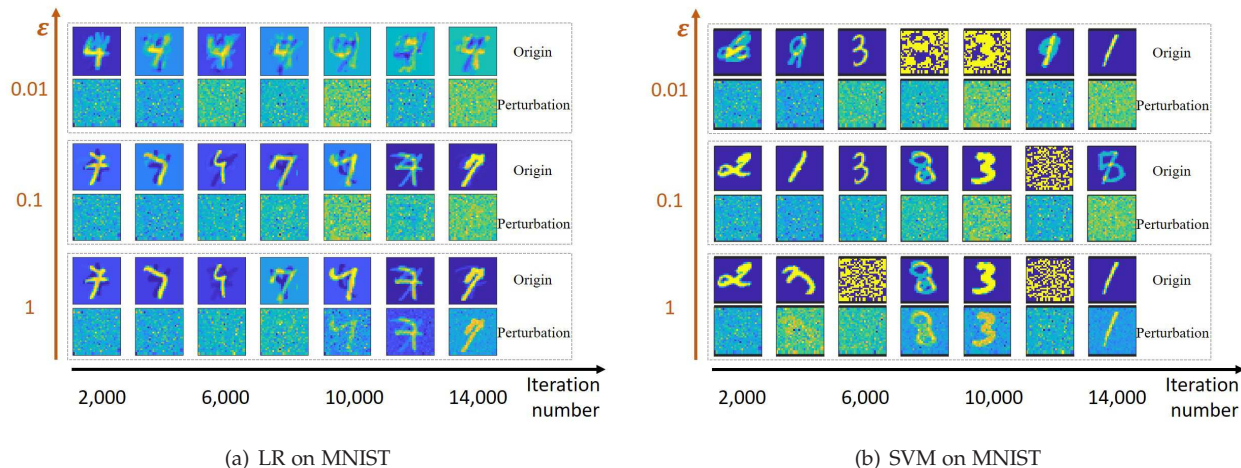 ε
0.01
Origin
Perturbation
0.1
Origin
Perturbation
1
Origin
Perturbation
2,000 6,000 10,000 14,000
Iteration
number
(a) LR on MNIST
ε
0.01
Origin
Perturbation
0.1
Origin
Perturbation
1
Origin
Perturbation
2,000 6,000 10,000 14,000
Iteration
number
(b) SVM on MNIST